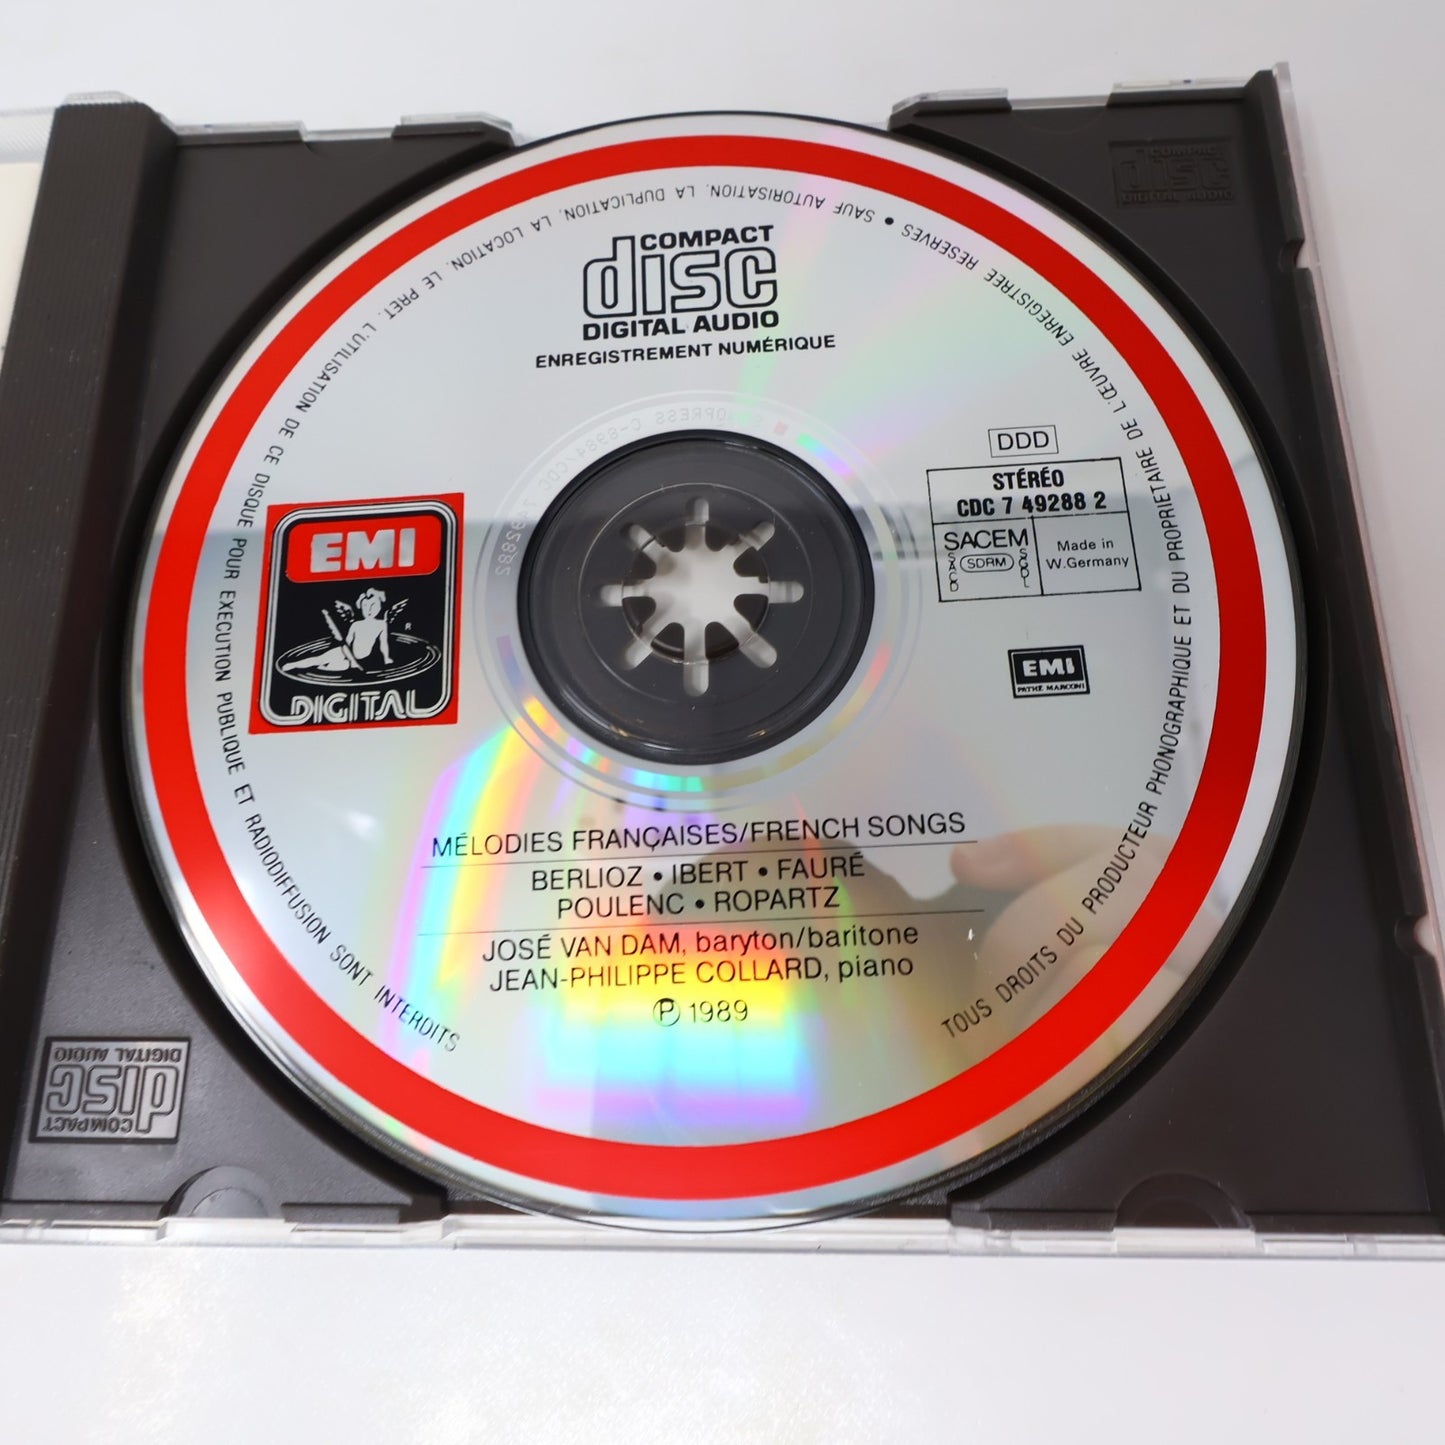 COMPACT
disc
DIGITAL AUDIO
ENREGISTREMENT NUMÉRIQUE
DDD
STÉRÉO
CDC 7 49288 2
SACEM
SACD
SDRM
SGDL
Made in
W.Germany
EMI
DIGITAL
EMI
PATHE MARCONI
MÉLODIES FRANÇAISES/FRENCH SONGS
BERLIOZ • IBERT • FAURÉ
POULENC • ROPARTZ
JOSÉ VAN DAM, baryton/baritone
JEAN-PHILIPPE COLLARD, piano
Ⓟ 1989
TOUS DROITS DU PRODUCTEUR PHONOGRAPHIQUE ET DU PROPRIETAIRE DE L'ŒUVRE ENREGISTREE RESERVES • SAUF AUTORISATION. LA DUPLICATION. LA LOCATION. LE PRET. L'UTILISATION DE CE DISQUE POUR EXECUTION PUBLIQUE ET RADIODIFFUSION SONT INTERDITS
COMPACT
disc
DIGITAL AUDIO
COMPACT
disc
DIGITAL AUDIO